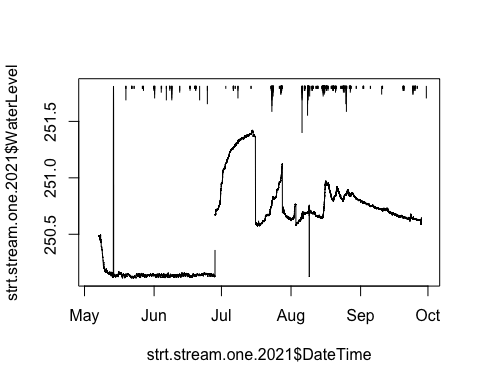 strt.stream.one.2021$WaterLevel
251.5
251.0
250.5
May Jun Jul Aug Sep Oct
strt.stream.one.2021$DateTime